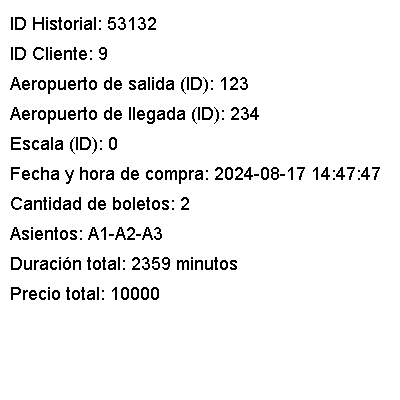 ID Historial: 53132
ID Cliente: 9
Aeropuerto de salida (ID): 123
Aeropuerto de llegada (ID): 234
Escala (ID): 0
Fecha y hora de compra: 2024-08-17 14:47:47
Cantidad de boletos: 2
Asientos: A1-A2-A3
Duración total: 2359 minutos
Precio total: 10000